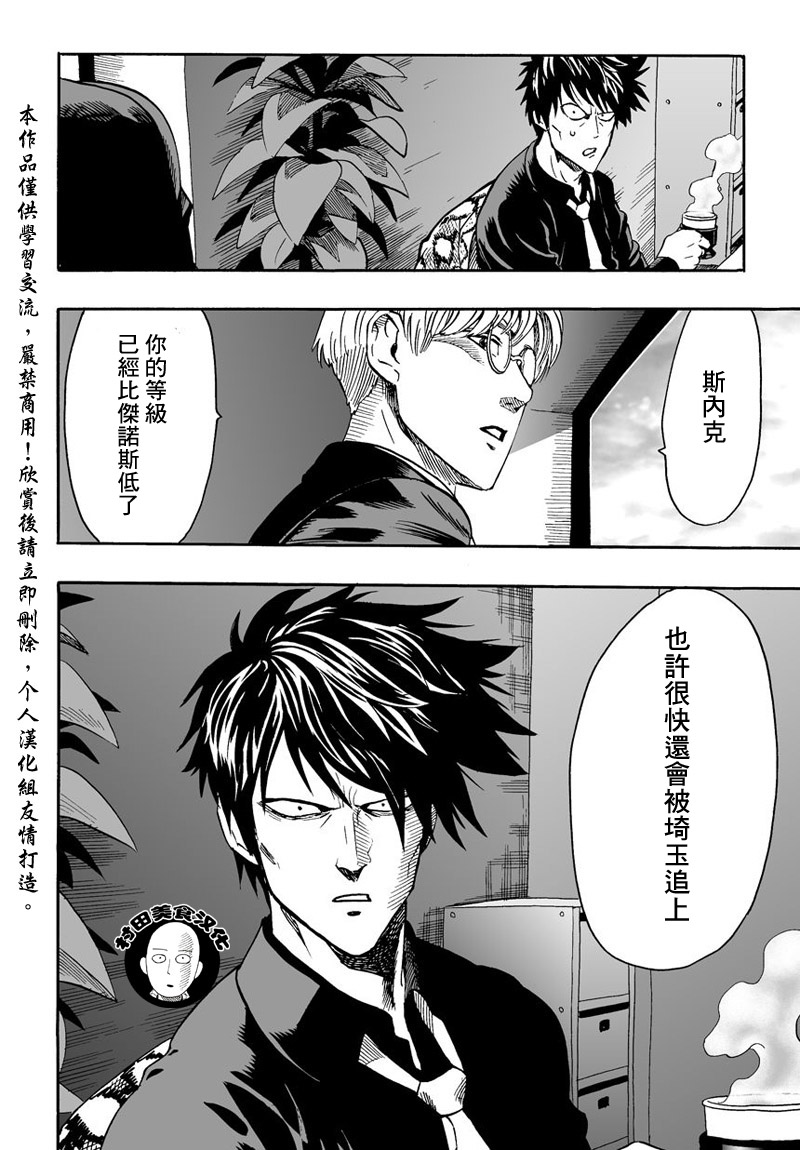 斯內克
你的等級
已經比傑諾斯低了
也許很快還會被埼玉追上
村田美食汉化
本作品僅供學習交流，嚴禁商用！欣賞後請立即刪除，个人漢化組友情打造。